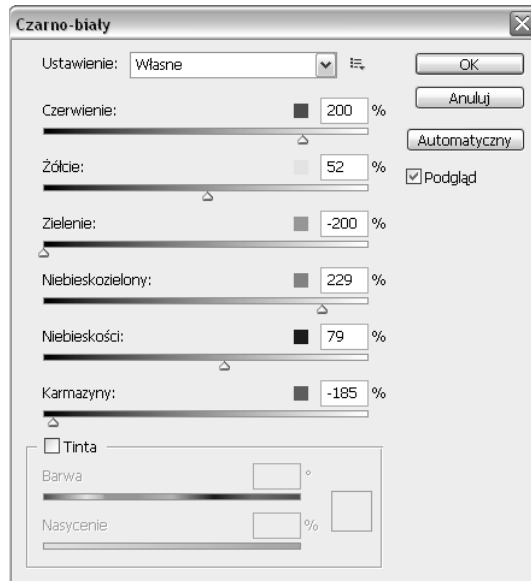 Czarno-biały
Ustawienie: Własne
OK
Anuluj
Automatyczny
Podgląd
Czerwienie: 200 %
Żółcie: 52 %
Zielenie: -200 %
Niebieskozielony: 229 %
Niebieskości: 79 %
Karmazyny: -185 %
Tinta
Barwa °
Nasycenie %